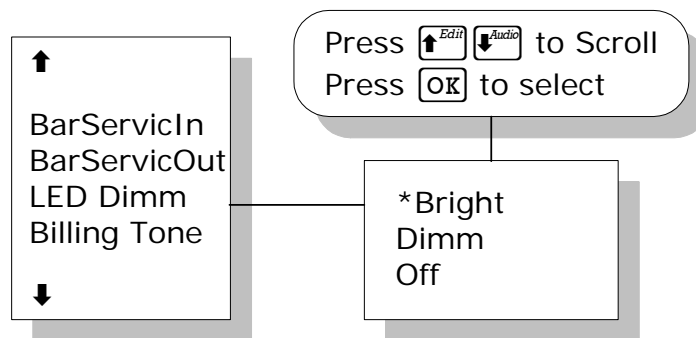 Press ⬆Edit ⬇Audio to Scroll
Press OK to select
⬆
BarServicIn
BarServicOut
LED Dimm
Billing Tone
⬇
*Bright
Dimm
Off